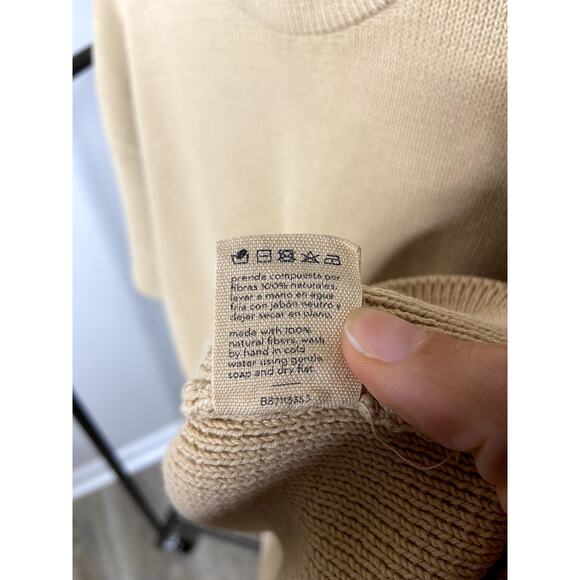 prenda compuesta por
fibras 100% naturales.
lavar a mano en agua
fría con jabón neutro y
dejar secar en plano.
made with 100%
natural fibers, wash
by hand in cold
water using gentle
soap and dry flat.
B87113353